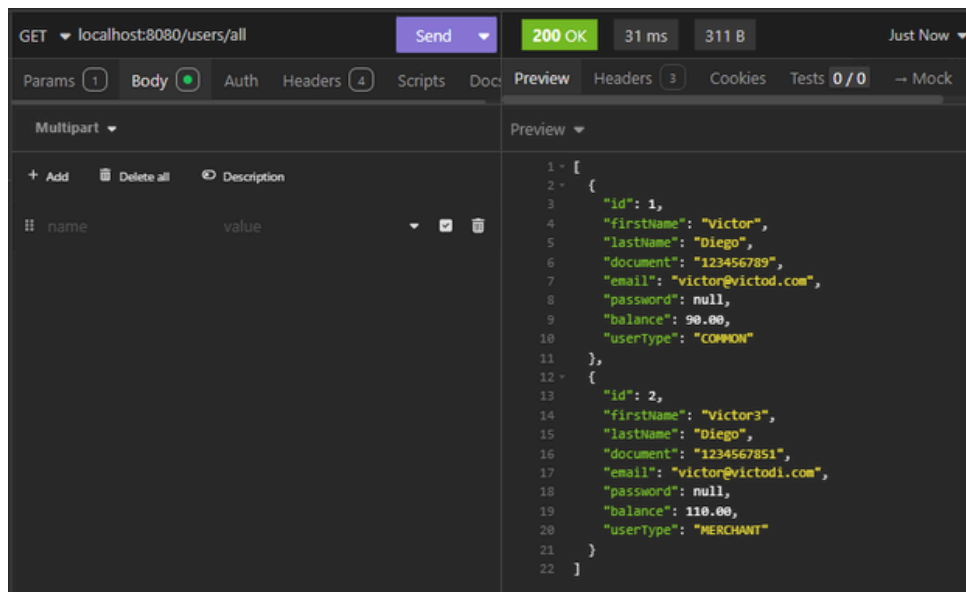 GET localhost:8080/users/all Send
Params 1 Body Auth Headers 4 Scripts Docs
Multipart
+ Add Delete all Description
name value
200 OK 31 ms 311 B Just Now
Preview Headers 3 Cookies Tests 0 / 0 → Mock
Preview
1 [
2 {
3 "id": 1,
4 "firstName": "Victor",
5 "lastName": "Diego",
6 "document": "123456789",
7 "email": "victor@victod.com",
8 "password": null,
9 "balance": 90.00,
10 "userType": "COMMON"
11 },
12 {
13 "id": 2,
14 "firstName": "Victor3",
15 "lastName": "Diego",
16 "document": "1234567851",
17 "email": "victor@victodi.com",
18 "password": null,
19 "balance": 110.00,
20 "userType": "MERCHANT"
21 }
22 ]